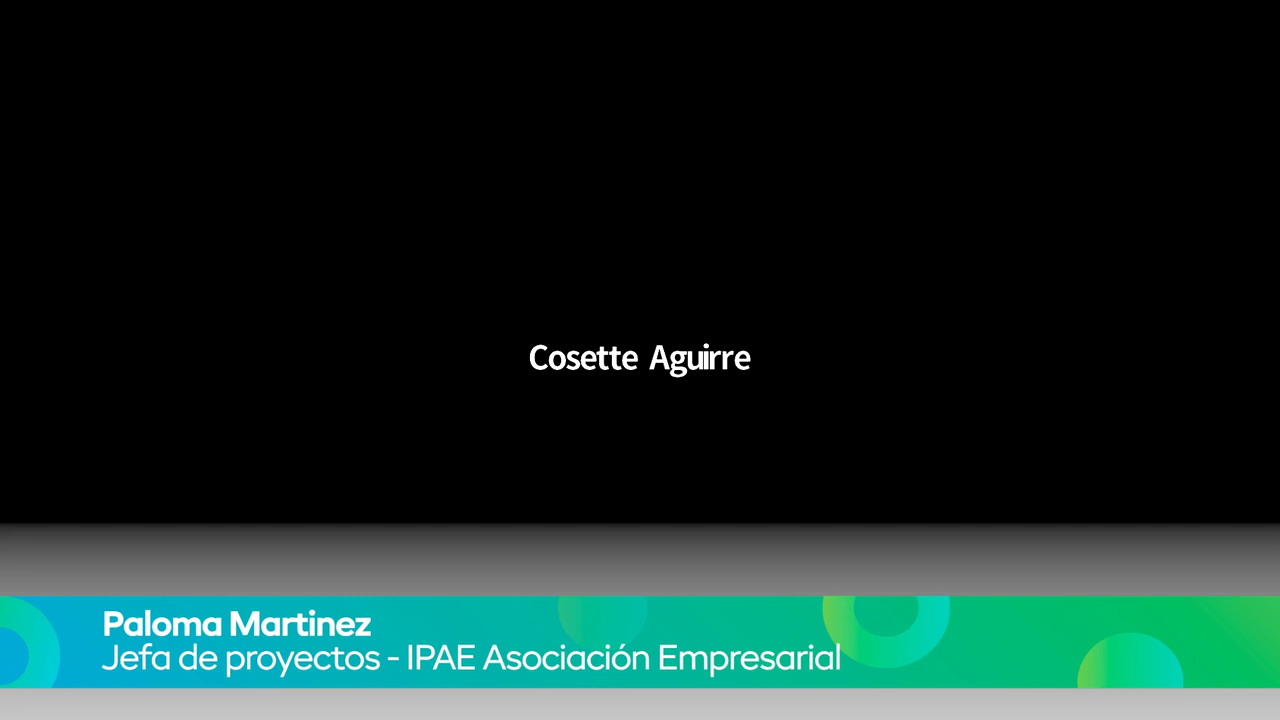 Cosette Aguirre
Paloma Martinez
Jefa de proyectos - IPAE Asociación Empresarial